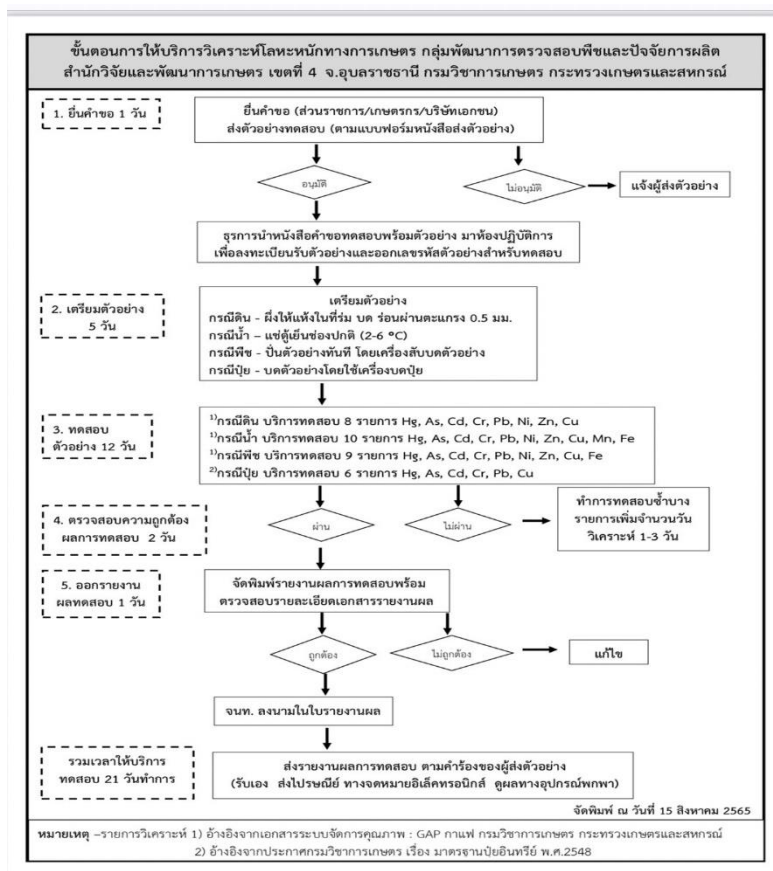 ขั้นตอนการให้บริการวิเคราะห์โลหะหนักทางการเกษตร กลุ่มพัฒนาการตรวจสอบพืชและปัจจัยการผลิต
สำนักวิจัยและพัฒนาการเกษตร เขตที่ 4 จ.อุบลราชธานี กรมวิชาการเกษตร กระทรวงเกษตรและสหกรณ์
1. ยื่นคำขอ 1 วัน
ยื่นคำขอ (ส่วนราชการ/เกษตรกร/บริษัทเอกชน)
ส่งตัวอย่างทดสอบ (ตามแบบฟอร์มหนังสือส่งตัวอย่าง)
อนุมัติ
ไม่อนุมัติ
แจ้งผู้ส่งตัวอย่าง
ธุรการนำหนังสือคำขอทดสอบพร้อมตัวอย่าง มาห้องปฏิบัติการ
เพื่อลงทะเบียนรับตัวอย่างและออกเลขรหัสตัวอย่างสำหรับทดสอบ
2. เตรียมตัวอย่าง
5 วัน
เตรียมตัวอย่าง
กรณีดิน - ผึ่งให้แห้งในที่ร่ม บด ร่อนผ่านตะแกรง 0.5 มม.
กรณีน้ำ – แช่ตู้เย็นช่องปกติ (2-6 °C)
กรณีพืช - ปั่นตัวอย่างทันที โดยเครื่องสับบดตัวอย่าง
กรณีปุ๋ย - บดตัวอย่างโดยใช้เครื่องบดปุ๋ย
3. ทดสอบ
ตัวอย่าง 12 วัน
1)กรณีดิน บริการทดสอบ 8 รายการ Hg, As, Cd, Cr, Pb, Ni, Zn, Cu
1)กรณีน้ำ บริการทดสอบ 10 รายการ Hg, As, Cd, Cr, Pb, Ni, Zn, Cu, Mn, Fe
1)กรณีพืช บริการทดสอบ 9 รายการ Hg, As, Cd, Cr, Pb, Ni, Zn, Cu, Fe
2)กรณีปุ๋ย บริการทดสอบ 6 รายการ Hg, As, Cd, Cr, Pb, Cu
4. ตรวจสอบความถูกต้อง
ผลการทดสอบ 2 วัน
ผ่าน
ไม่ผ่าน
ทำการทดสอบซ้ำบาง
รายการเพิ่มจำนวนวัน
วิเคราะห์ 1-3 วัน
5. ออกรายงาน
ผลทดสอบ 1 วัน
จัดพิมพ์รายงานผลการทดสอบพร้อม
ตรวจสอบรายละเอียดเอกสารรายงานผล
ถูกต้อง
ไม่ถูกต้อง
แก้ไข
จนท. ลงนามในใบรายงานผล
รวมเวลาให้บริการ
ทดสอบ 21 วันทำการ
ส่งรายงานผลการทดสอบ ตามคำร้องของผู้ส่งตัวอย่าง
(รับเอง ส่งไปรษณีย์ ทางจดหมายอิเล็คทรอนิกส์ ดูผลทางอุปกรณ์พกพา)
จัดพิมพ์ ณ วันที่ 15 สิงหาคม 2565
หมายเหตุ –รายการวิเคราะห์ 1) อ้างอิงจากเอกสารระบบจัดการคุณภาพ : GAP กาแฟ กรมวิชาการเกษตร กระทรวงเกษตรและสหกรณ์
2) อ้างอิงจากประกาศกรมวิชาการเกษตร เรื่อง มาตรฐานปุ๋ยอินทรีย์ พ.ศ.2548